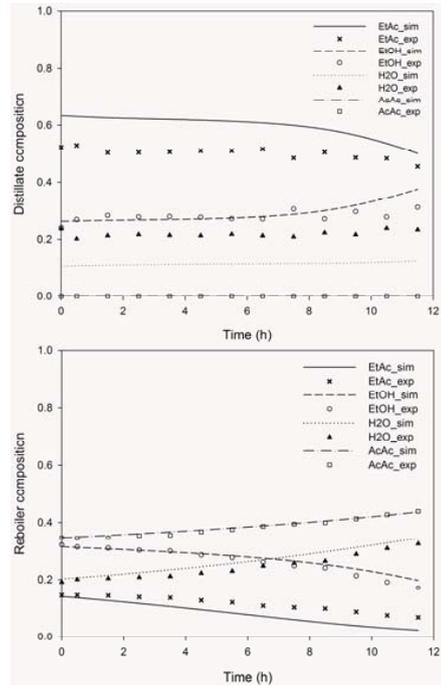 1.0
0.8
0.6
0.4
0.2
0.0
Distillate composition
EtAc_sim
EtAc_exp
EtOH_sim
EtOH_exp
H2O_sim
H2O_exp
AcAc_sim
AcAc_exp
0 2 4 6 8 10 12
Time (h)
1.0
0.8
0.6
0.4
0.2
0.0
Reboiler composition
EtAc_sim
EtAc_exp
EtOH_sim
EtOH_exp
H2O_sim
H2O_exp
AcAc_sim
AcAc_exp
0 2 4 6 8 10 12
Time (h)